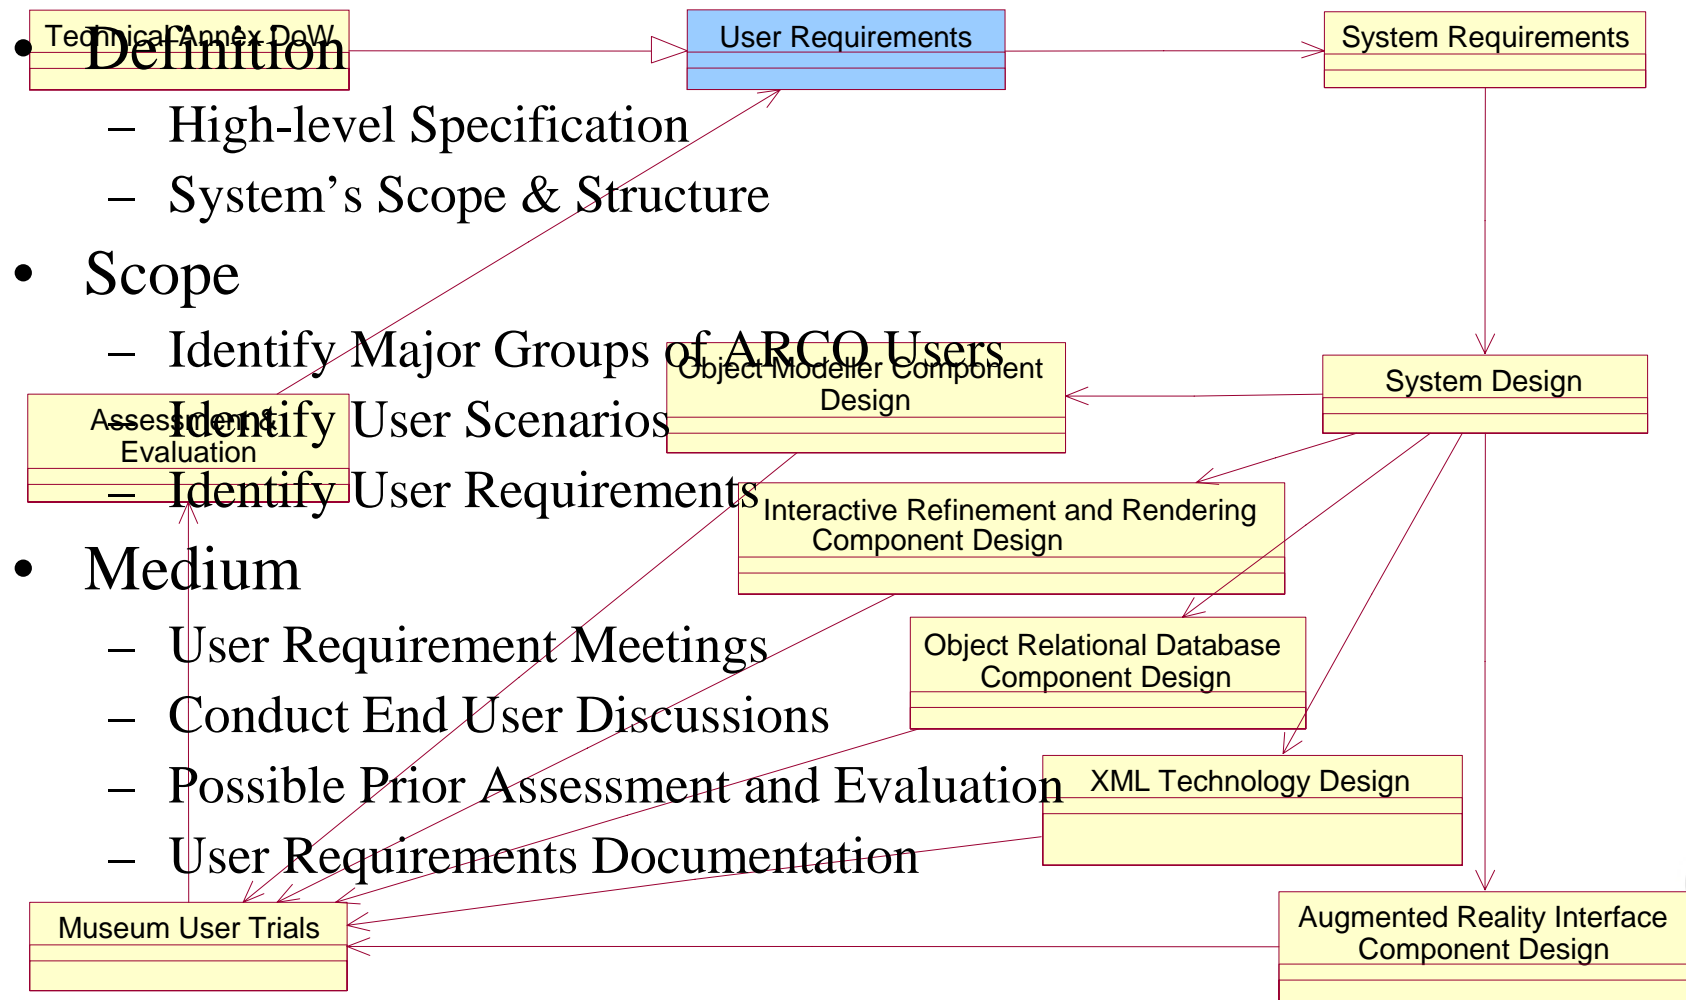 Technical Annex DoW
User Requirements
System Requirements
• Definition
– High-level Specification
– System’s Scope & Structure
• Scope
– Identify Major Groups of ARCO Users
– Identify User Scenarios
– Identify User Requirements
• Medium
– User Requirement Meetings
– Conduct End User Discussions
– Possible Prior Assessment and Evaluation
– User Requirements Documentation
Object Modeller Component
Design
System Design
Assessment &
Evaluation
Interactive Refinement and Rendering
Component Design
Object Relational Database
Component Design
XML Technology Design
Museum User Trials
Augmented Reality Interface
Component Design